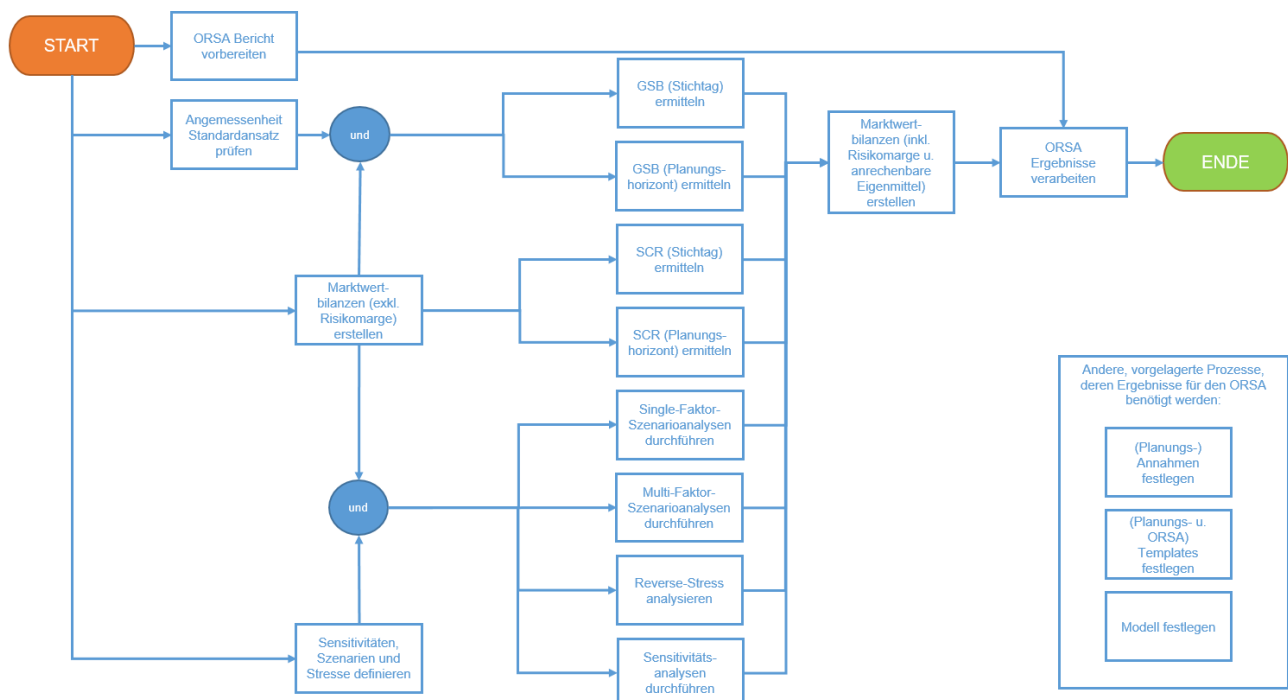 START
ORSA Bericht
vorbereiten
Angemessenheit
Standardansatz
prüfen
und
GSB (Stichtag)
ermitteln
GSB (Planungs-
horizont) ermitteln
Marktwert-
bilanzen (inkl.
Risikomarge u.
anrechenbare
Eigenmittel)
erstellen
ORSA
Ergebnisse
verarbeiten
ENDE
Marktwert-
bilanzen (exkl.
Risikomarge)
erstellen
SCR (Stichtag)
ermitteln
SCR (Planungs-
horizont) ermitteln
und
Single-Faktor-
Szenarioanalysen
durchführen
Multi-Faktor-
Szenarioanalysen
durchführen
Reverse-Stress
analysieren
Sensitivitäts-
analysen
durchführen
Sensitivitäten,
Szenarien und
Stresse definieren
Andere, vorgelagerte Prozesse,
deren Ergebnisse für den ORSA
benötigt werden:
(Planungs-)
Annahmen
festlegen
(Planungs- u.
ORSA)
Templates
festlegen
Modell festlegen